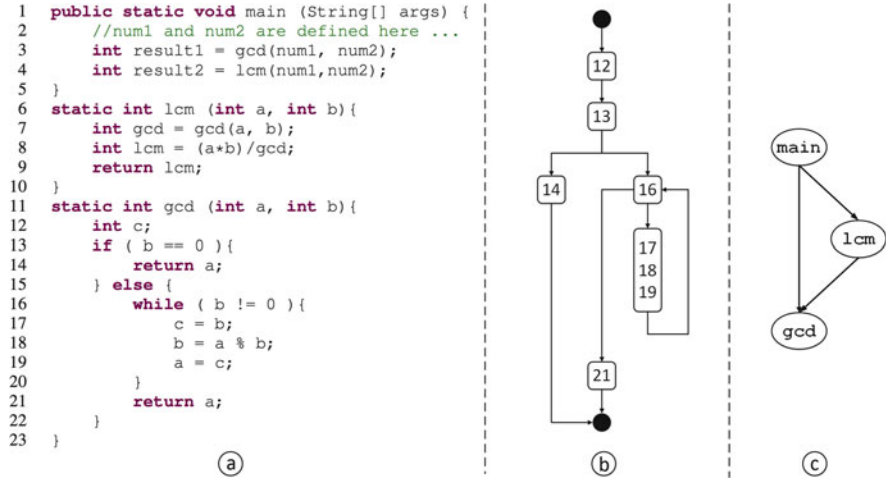 1 public static void main (String[] args) {
2 //num1 and num2 are defined here ...
3 int result1 = gcd(num1, num2);
4 int result2 = lcm(num1,num2);
5 }
6 static int lcm (int a, int b){
7 int gcd = gcd(a, b);
8 int lcm = (a*b)/gcd;
9 return lcm;
10 }
11 static int gcd (int a, int b){
12 int c;
13 if ( b == 0 ){
14 return a;
15 } else {
16 while ( b != 0 ){
17 c = b;
18 b = a % b;
19 a = c;
20 }
21 return a;
22 }
23 }
a
12
13
14
16
17
18
19
21
b
main
lcm
gcd
c